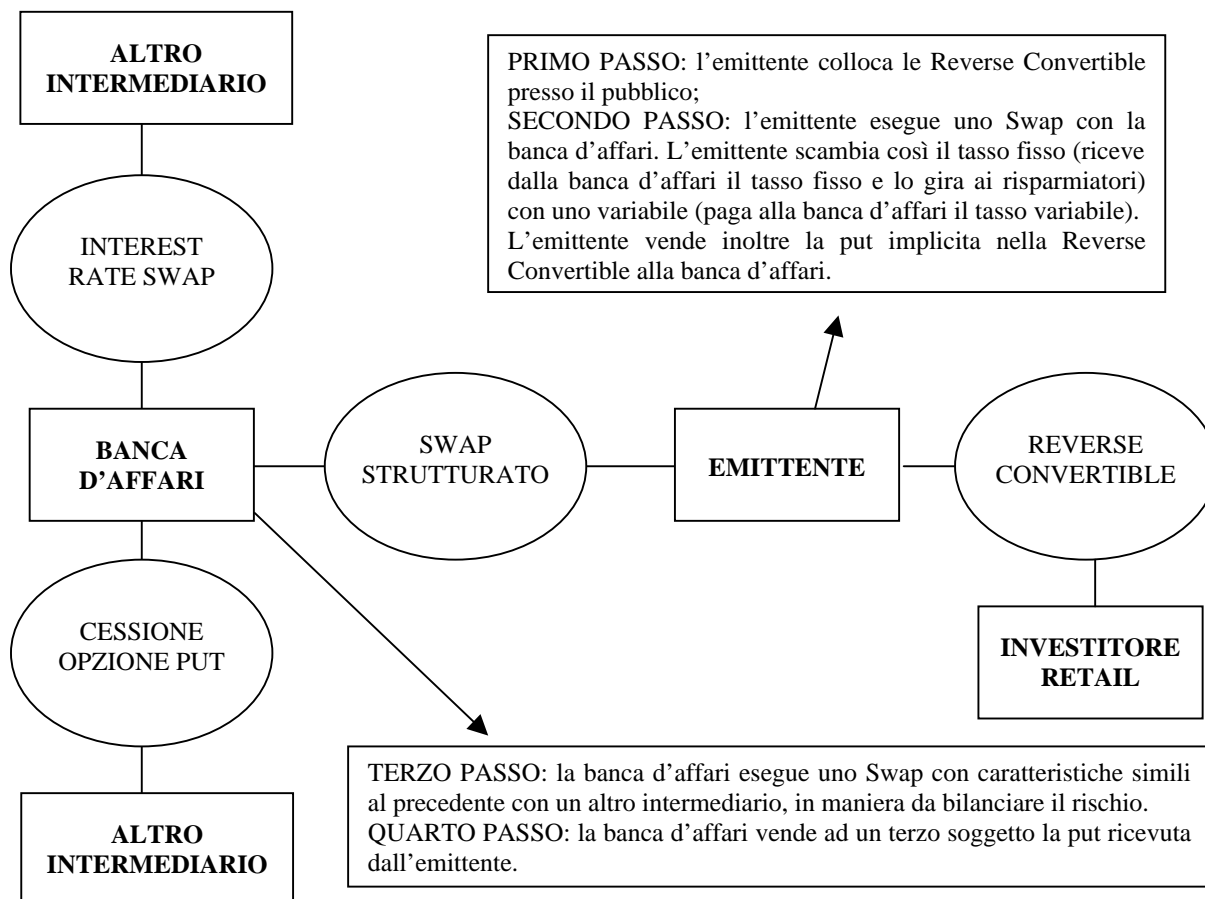 ALTRO
INTERMEDIARIO
PRIMO PASSO: l’emittente colloca le Reverse Convertible
presso il pubblico;
SECONDO PASSO: l’emittente esegue uno Swap con la
banca d’affari. L’emittente scambia così il tasso fisso (riceve
dalla banca d’affari il tasso fisso e lo gira ai risparmiatori)
con uno variabile (paga alla banca d’affari il tasso variabile).
L’emittente vende inoltre la put implicita nella Reverse
Convertible alla banca d’affari.
INTEREST
RATE SWAP
BANCA
D’AFFARI
SWAP
STRUTTURATO
EMITTENTE
REVERSE
CONVERTIBLE
CESSIONE
OPZIONE PUT
INVESTITORE
RETAIL
TERZO PASSO: la banca d’affari esegue uno Swap con caratteristiche simili
al precedente con un altro intermediario, in maniera da bilanciare il rischio.
QUARTO PASSO: la banca d’affari vende ad un terzo soggetto la put ricevuta
dall’emittente.
ALTRO
INTERMEDIARIO